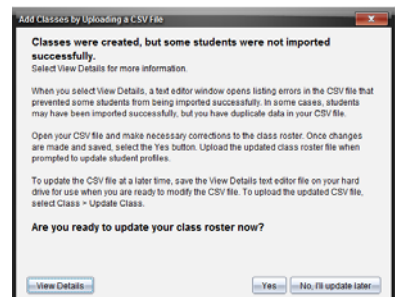 Add Classes by Uploading a CSV File
Classes were created, but some students were not imported
successfully.
Select View Details for more information.
When you select View Details, a text editor window opens listing errors in the CSV file that
prevented some students from being imported successfully. In some cases, students
may have been imported successfully, but you have duplicate data in your CSV file.
Open your CSV file and make necessary corrections to the class roster. Once changes
are made and saved, select the Yes button. Upload the updated class roster file when
prompted to update student profiles.
To update the CSV file at a later time, save the View Details text editor file on your hard
drive for use when you are ready to modify the CSV file. To upload the updated CSV file,
select Class > Update Class.
Are you ready to update your class roster now?
View Details
Yes
No, I'll update later